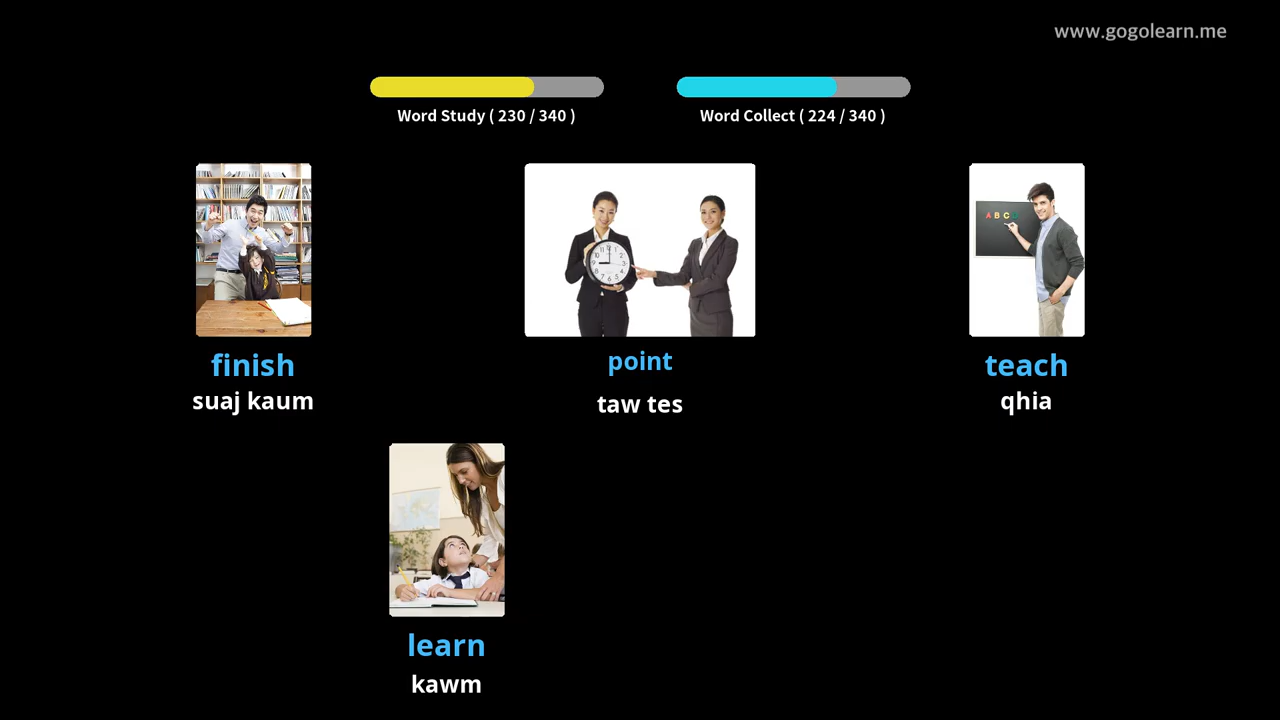 www.gogolearn.me
Word Study ( 230 / 340 )
Word Collect ( 224 / 340 )
finish
suaj kaum
point
taw tes
teach
qhia
learn
kawm